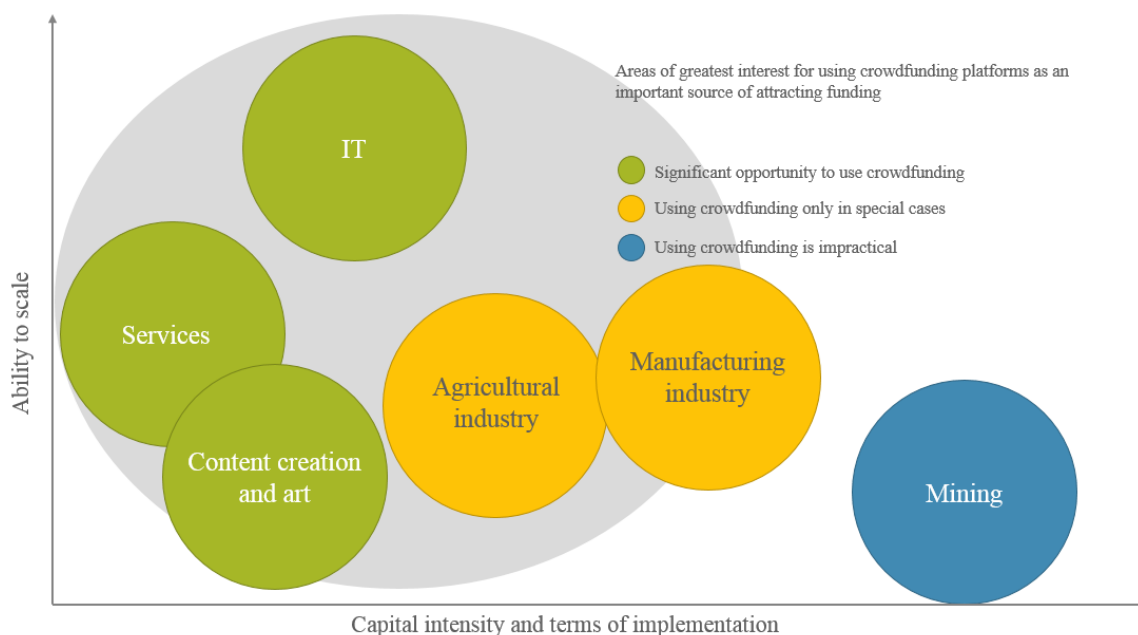 Areas of greatest interest for using crowdfunding platforms as an
important source of attracting funding
IT
Significant opportunity to use crowdfunding
Using crowdfunding only in special cases
Using crowdfunding is impractical
Ability to scale
Services
Manufacturing
industry
Agricultural
industry
Content creation
and art
Mining
Capital intensity and terms of implementation